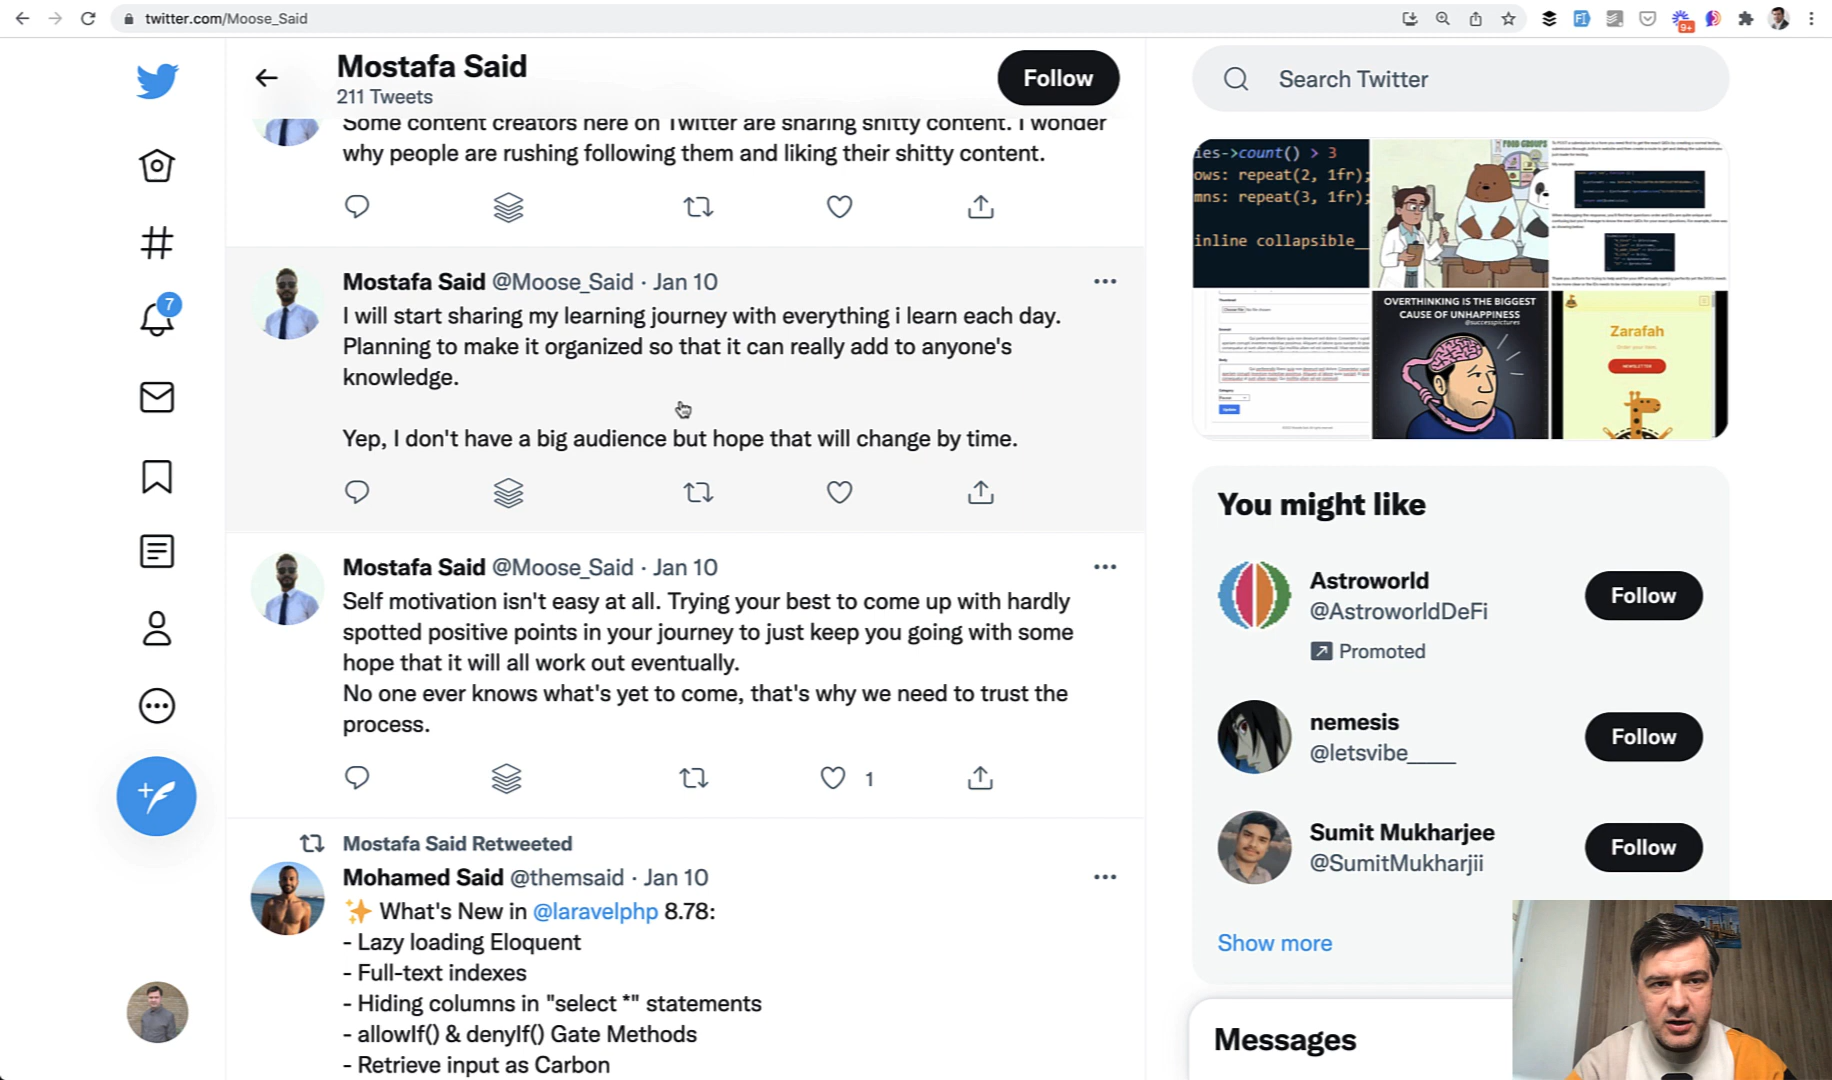 twitter.com/Moose_Said
9+
Mostafa Said
211 Tweets
Follow
Search Twitter
Some content creators here on Twitter are sharing shitty content. I wonder
why people are rushing following them and liking their shitty content.
7
Mostafa Said @Moose_Said · Jan 10
I will start sharing my learning journey with everything i learn each day.
Planning to make it organized so that it can really add to anyone's
knowledge.
Yep, I don't have a big audience but hope that will change by time.
Mostafa Said @Moose_Said · Jan 10
Self motivation isn't easy at all. Trying your best to come up with hardly
spotted positive points in your journey to just keep you going with some
hope that it will all work out eventually.
No one ever knows what's yet to come, that's why we need to trust the
process.
1
Mostafa Said Retweeted
Mohamed Said @themsaid · Jan 10
✨ What's New in @laravelphp 8.78:
- Lazy loading Eloquent
- Full-text indexes
- Hiding columns in "select *" statements
- allowIf() & denyIf() Gate Methods
- Retrieve input as Carbon
ies->count() > 3
ows: repeat(2, 1fr);
mns: repeat(3, 1fr);
inline collapsible__
FOOD GROUPS
OVERTHINKING IS THE BIGGEST
CAUSE OF UNHAPPINESS
@successpictures
Zarafah
NEWSLETTER
You might like
Astroworld
@AstroworldDeFi
Promoted
Follow
nemesis
@letsvibe_____
Follow
Sumit Mukharjee
@SumitMukharjii
Follow
Show more
Messages